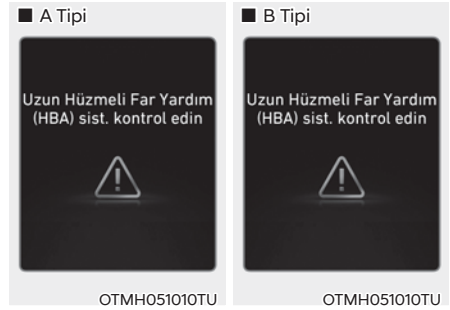 ■ A Tipi
Uzun Hüzmeli Far Yardım
(HBA) sist. kontrol edin
OTMH051010TU
■ B Tipi
Uzun Hüzmeli Far Yardım
(HBA) sist. kontrol edin
OTMH051010TU